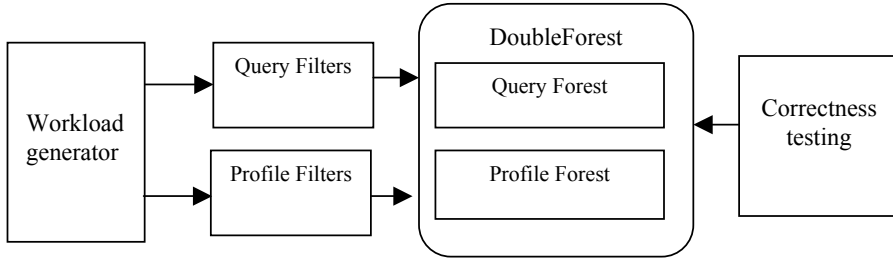 Workload
generator
Query Filters
Profile Filters
DoubleForest
Query Forest
Profile Forest
Correctness
testing